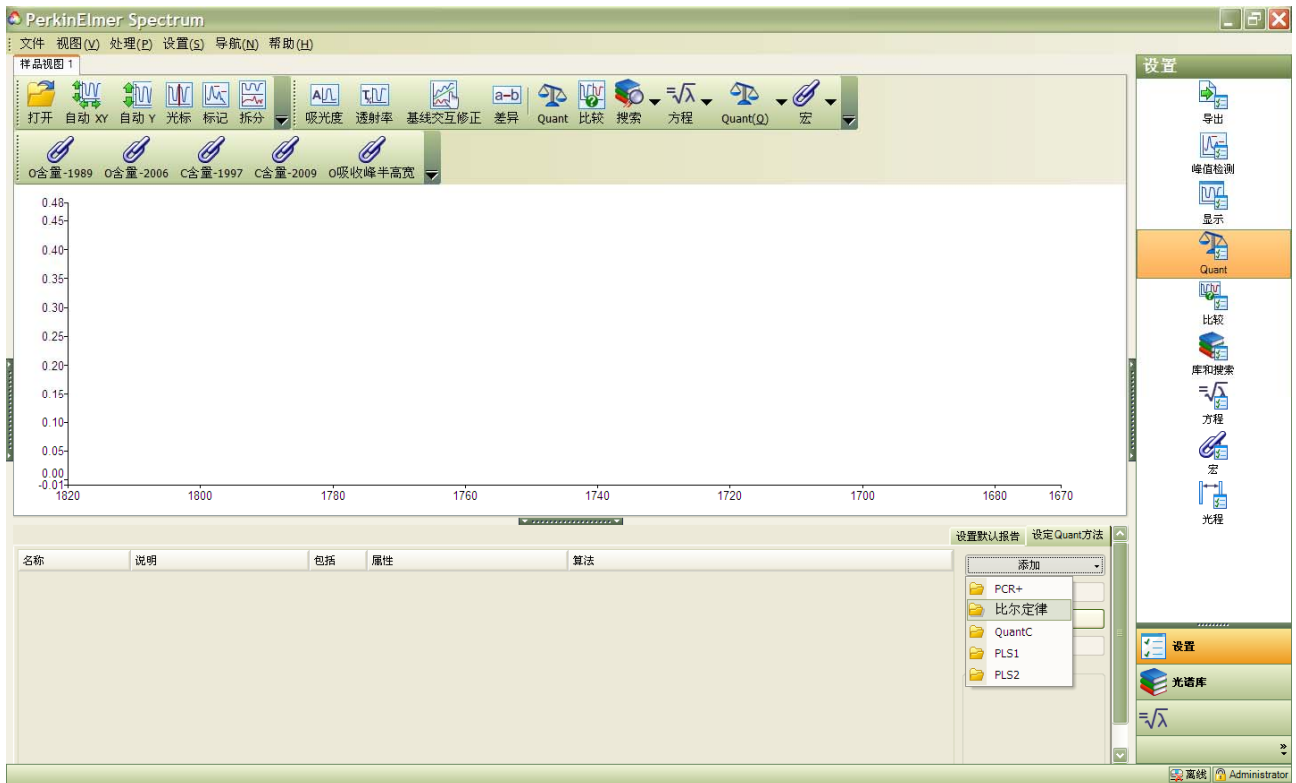 PerkinElmer Spectrum
文件 视图(V) 处理(P) 设置(S) 导航(N) 帮助(H)
样品视图 1
打开 自动 XY 自动 Y 光标 标记 拆分 吸光度 透射率 基线交互修正 差异 Quant 比较 搜索 方程 Quant(Q) 宏
O含量-1989 O含量-2006 C含量-1997 C含量-2009 O吸收峰半高宽
0.48
0.45
0.40
0.35
0.30
0.25
0.20
0.15
0.10
0.05
0.00
-0.01
1820 1800 1780 1760 1740 1720 1700 1680 1670
设置默认报告 设定Quant方法
名称 说明 包括 属性 算法
添加
PCR+
比尔定律
QuantC
PLS1
PLS2
设置
导出
峰值检测
显示
Quant
比较
库和搜索
方程
宏
光程
设置
光谱库
=√λ
离线 Administrator